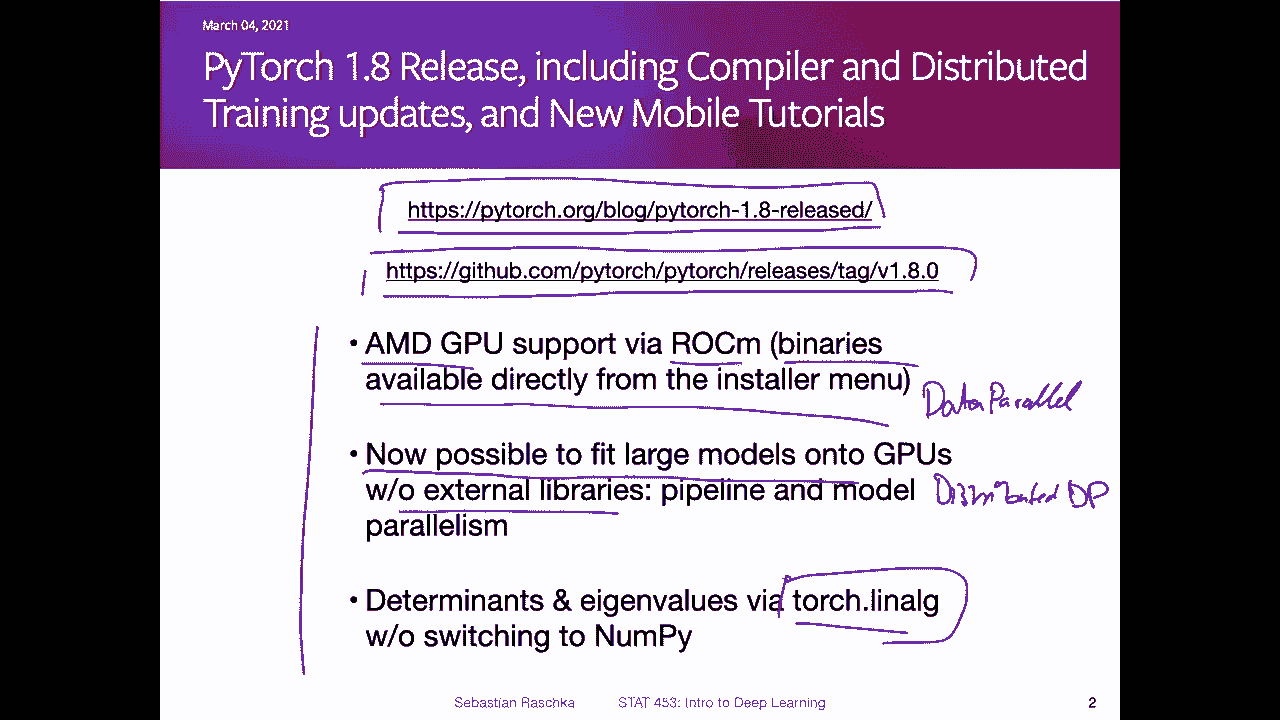 March 04, 2021
PyTorch 1.8 Release, including Compiler and Distributed
Training updates, and New Mobile Tutorials
https://pytorch.org/blog/pytorch-1.8-released/
https://github.com/pytorch/pytorch/releases/tag/v1.8.0
• AMD GPU support via ROCm (binaries
available directly from the installer menu)
DataParallel
• Now possible to fit large models onto GPUs
w/o external libraries: pipeline and model
Distributed DP
parallelism
• Determinants & eigenvalues via torch.linalg
w/o switching to NumPy
Sebastian Raschka STAT 453: Intro to Deep Learning 2